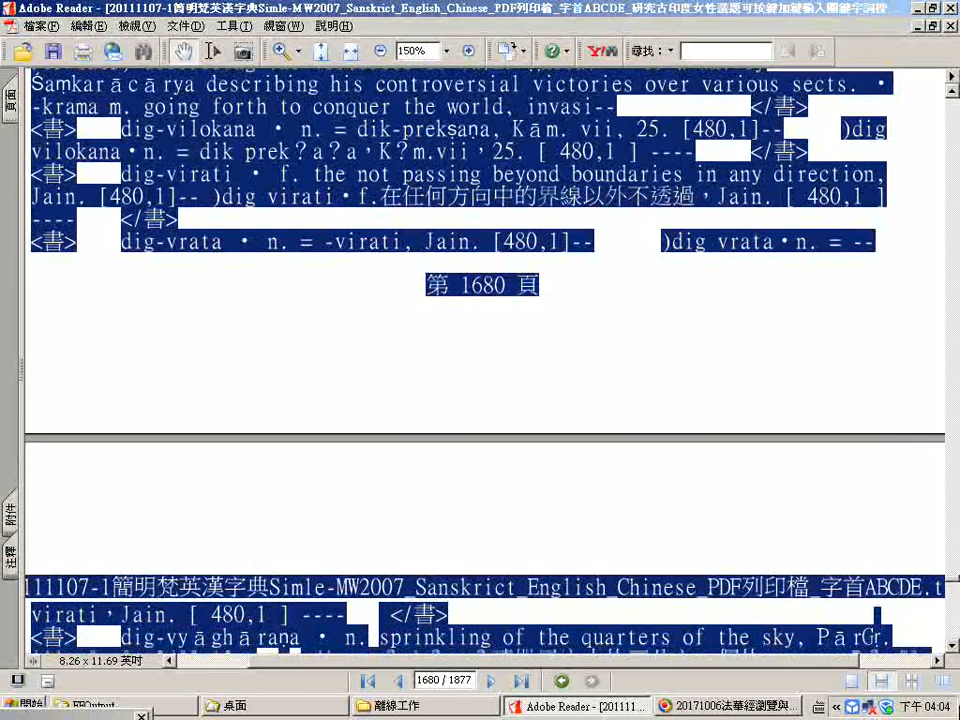 Adobe Reader - [20111107-1簡明梵英漢字典Simle-MW2007_Sanskrict_English_Chinese_PDF列印檔_字首ABCDE_研究古印度女性議題可按鍵加鍵輸入關鍵字詞搜
檔案(F) 編輯(E) 檢視(V) 文件(D) 工具(T) 視窗(W) 說明(H)
150% Y! 尋找:
頁面
Śaṃkarācārya describing his controversial victories over various sects. •
-krama m. going forth to conquer the world, invasi-- </書>
<書> dig-vilokana • n. = dik-prekṣaṇa, Kām. vii, 25. [480,1]-- )dig
vilokana•n. = dik prek?a?a，K?m.vii，25. [ 480,1 ] ---- </書>
<書> dig-virati • f. the not passing beyond boundaries in any direction,
Jain. [480,1]-- )dig virati•f.在任何方向中的界線以外不透過，Jain. [ 480,1 ]
---- </書>
<書> dig-vrata • n. = -virati, Jain. [480,1]-- )dig vrata•n. = --
第 1680 頁
附件
註釋
111107-1簡明梵英漢字典Simle-MW2007_Sanskrict_English_Chinese_PDF列印檔_字首ABCDE.t
virati，Jain. [ 480,1 ] ---- </書>
<書> dig-vyāghāraṇa • n. sprinkling of the quarters of the sky, PārGṛ.
8.26 x 11.69 英吋
1680 / 1877
開始 FFOutput 桌面 離線工作 Adobe Reader - [2011... 20171006法華經瀏覽與... 下午 04:04